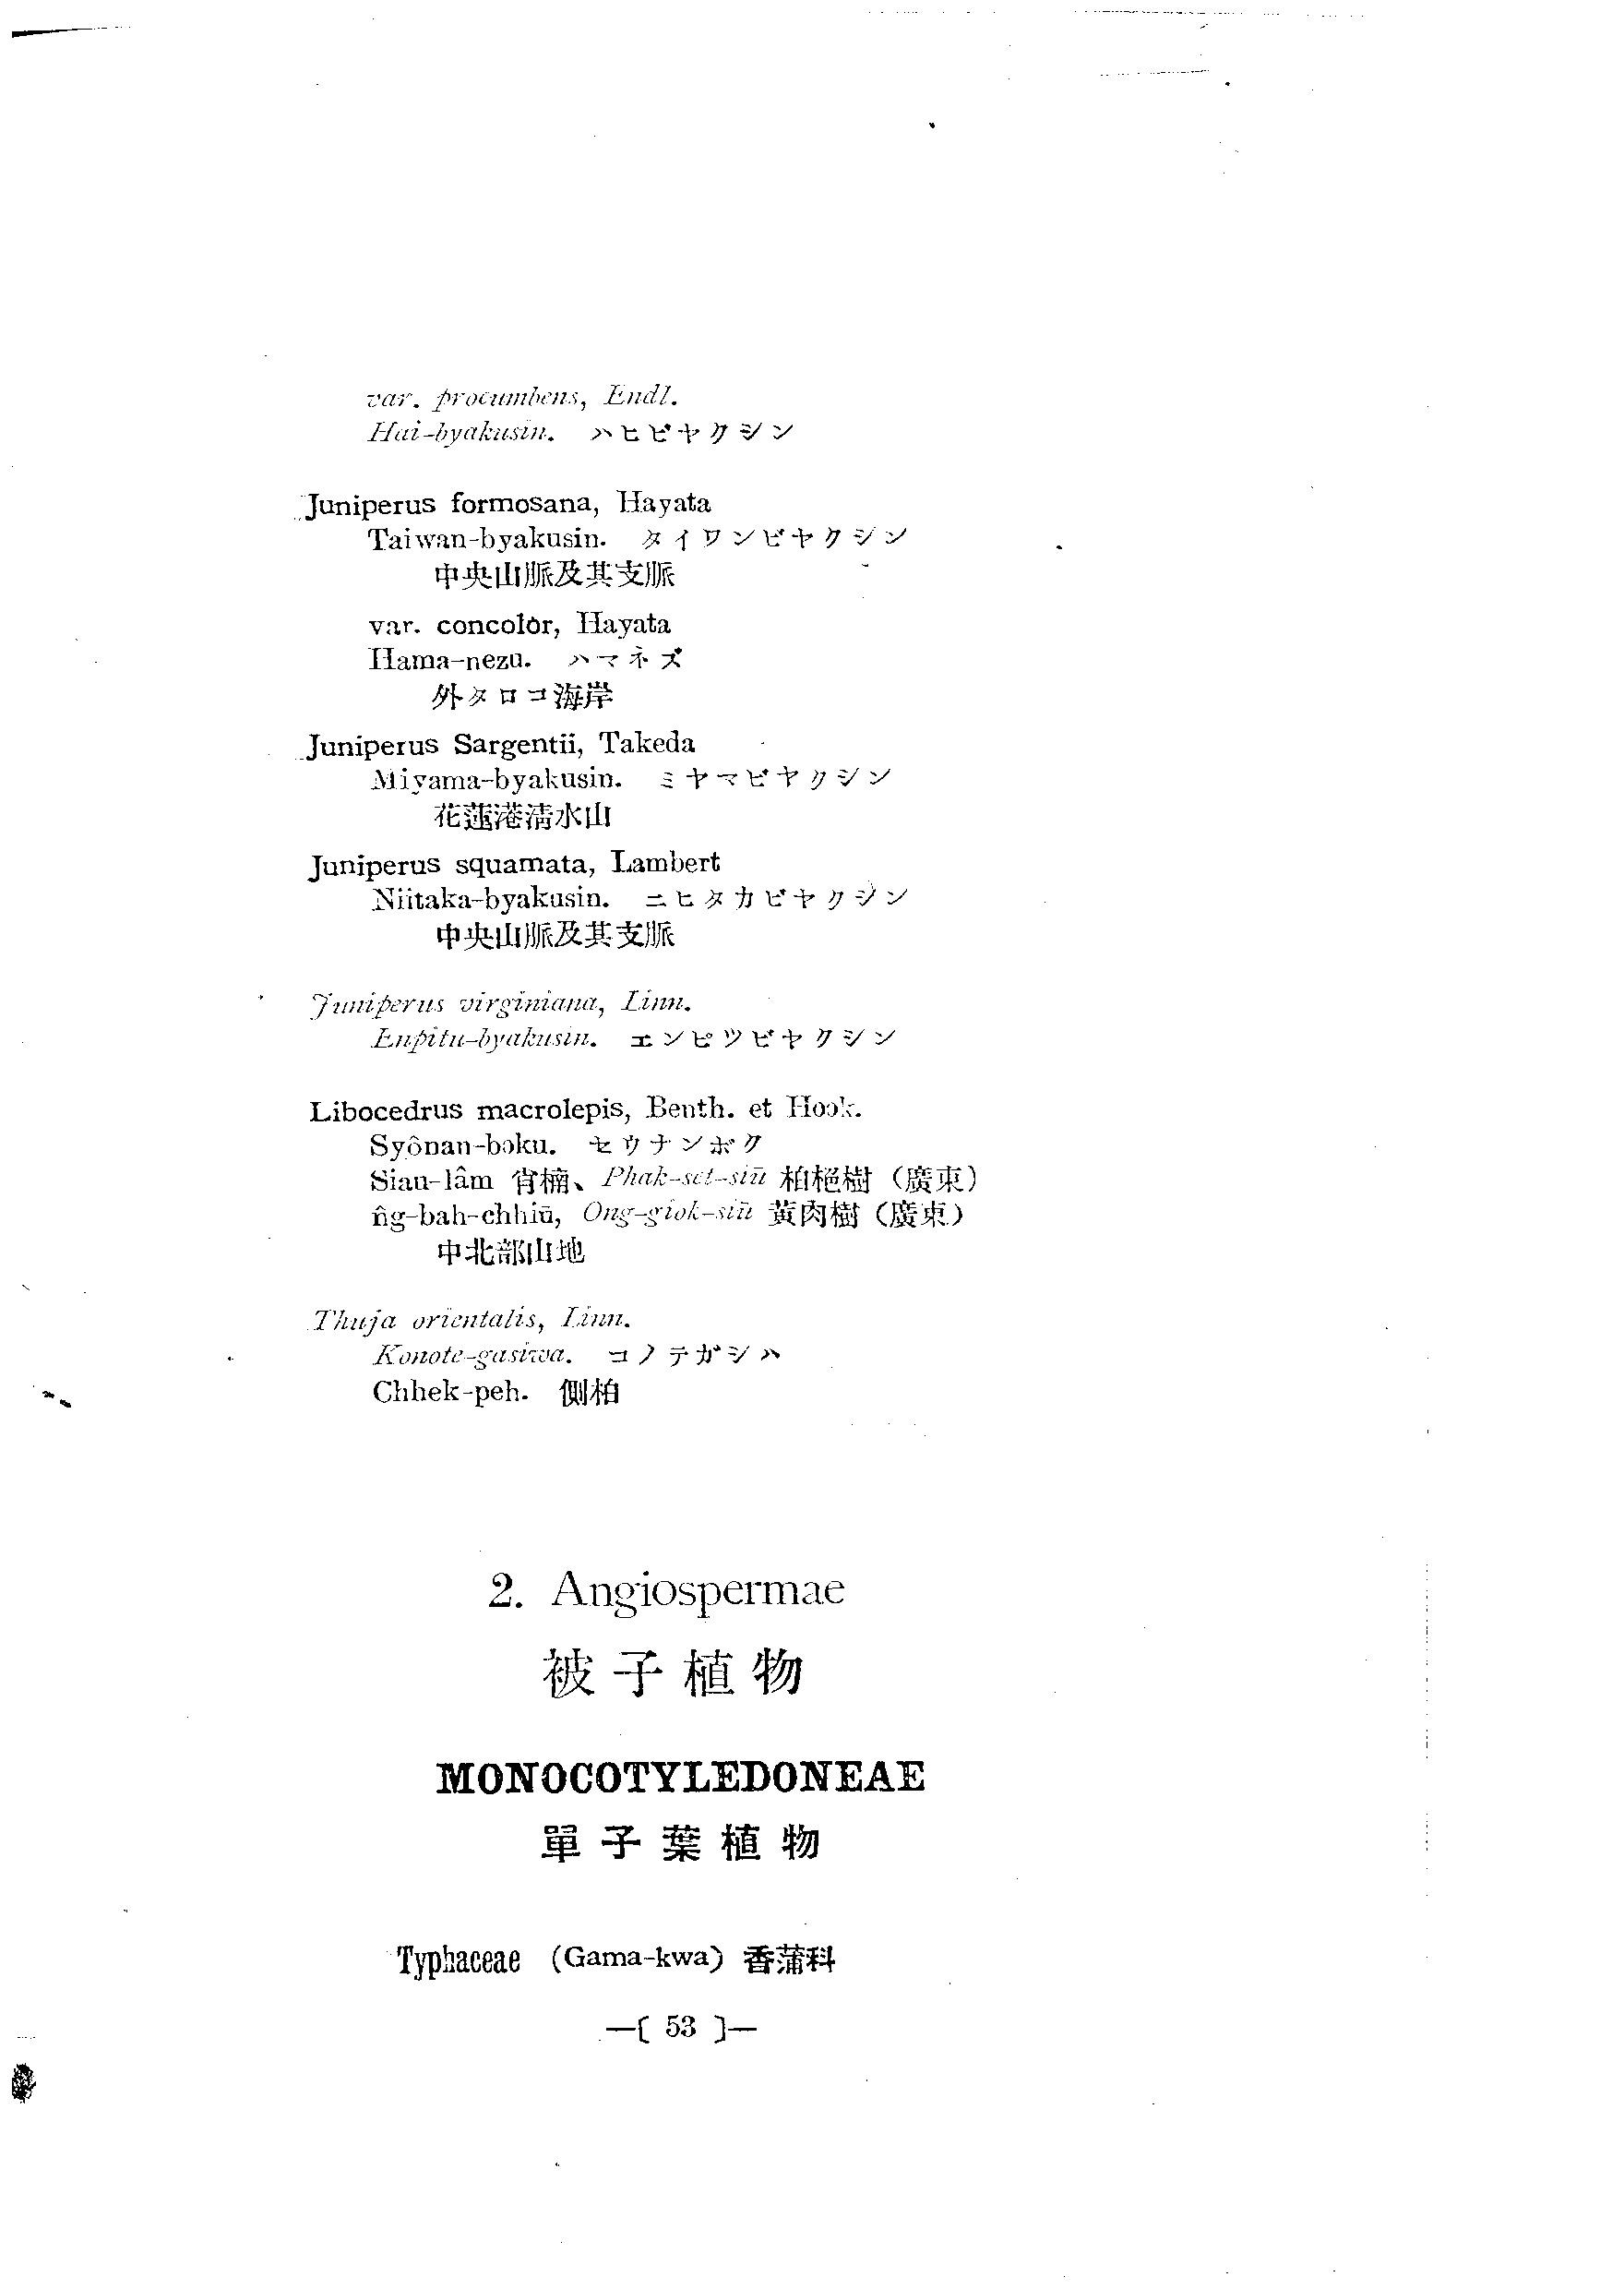 var. procumbens, Endl.
Hai-byakusin. ハヒビヤクシン
Juniperus formosana, Hayata
Taiwan-byakusin. タイワンビヤクシン
中央山脈及其支脈
var. concolor, Hayata
Hama-nezu. ハマネズ
外タロコ海岸
Juniperus Sargentii, Takeda
Miyama-byakusin. ミヤマビヤクシン
花蓮港清水山
Juniperus squamata, Lambert
Niitaka-byakusin. ニヒタカビヤクシン
中央山脈及其支脈
Juniperus virginiana, Linn.
Enpitu-byakusin. エンピツビヤクシン
Libocedrus macrolepis, Benth. et Hook.
Syônan-boku. セウナンボク
Siau-lâm 肖楠、 Phak-set-siū 柏梔樹 (廣東)
n̂g-bah-chhiū, Ong-giok-siū 黃肉樹 (廣東)
中北部山地
Thuja orientalis, Linn.
Konote-gasiwa. コノテガシハ
Chhek-peh. 側柏
2. Angiospermae
被子植物
MONOCOTYLEDONEAE
單子葉植物
Typhaceae (Gama-kwa) 香蒲科
—[ 53 ]—